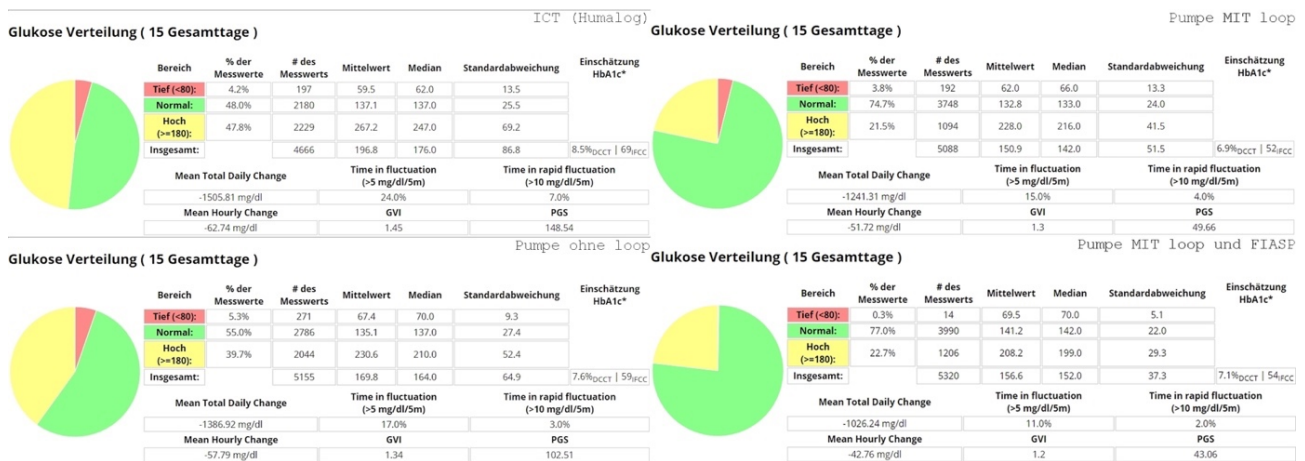 ICT (Humalog)
Glukose Verteilung ( 15 Gesamttage )
Bereich % der Messwerte # des Messwerts Mittelwert Median Standardabweichung Einschätzung HbA1c*
Tief (<80): 4.2% 197 59.5 62.0 13.5
Normal: 48.0% 2180 137.1 137.0 25.5
Hoch (>=180): 47.8% 2229 267.2 247.0 69.2
Insgesamt: 4666 196.8 176.0 86.8 8.5%DCCT | 69IFCC
Mean Total Daily Change Time in fluctuation (>5 mg/dl/5m) Time in rapid fluctuation (>10 mg/dl/5m)
-1505.81 mg/dl 24.0% 7.0%
Mean Hourly Change GVI PGS
-62.74 mg/dl 1.45 148.54
Pumpe MIT loop
Glukose Verteilung ( 15 Gesamttage )
Bereich % der Messwerte # des Messwerts Mittelwert Median Standardabweichung Einschätzung HbA1c*
Tief (<80): 3.8% 192 62.0 66.0 13.3
Normal: 74.7% 3748 132.8 133.0 24.0
Hoch (>=180): 21.5% 1094 228.0 216.0 41.5
Insgesamt: 5088 150.9 142.0 51.5 6.9%DCCT | 52IFCC
Mean Total Daily Change Time in fluctuation (>5 mg/dl/5m) Time in rapid fluctuation (>10 mg/dl/5m)
-1241.31 mg/dl 15.0% 4.0%
Mean Hourly Change GVI PGS
-51.72 mg/dl 1.3 49.66
Pumpe ohne loop
Glukose Verteilung ( 15 Gesamttage )
Bereich % der Messwerte # des Messwerts Mittelwert Median Standardabweichung Einschätzung HbA1c*
Tief (<80): 5.3% 271 67.4 70.0 9.3
Normal: 55.0% 2786 135.1 137.0 27.4
Hoch (>=180): 39.7% 2044 230.6 210.0 52.4
Insgesamt: 5155 169.8 164.0 64.9 7.6%DCCT | 59IFCC
Mean Total Daily Change Time in fluctuation (>5 mg/dl/5m) Time in rapid fluctuation (>10 mg/dl/5m)
-1386.92 mg/dl 17.0% 3.0%
Mean Hourly Change GVI PGS
-57.79 mg/dl 1.34 102.51
Pumpe MIT loop und FIASP
Glukose Verteilung ( 15 Gesamttage )
Bereich % der Messwerte # des Messwerts Mittelwert Median Standardabweichung Einschätzung HbA1c*
Tief (<80): 0.3% 14 69.5 70.0 5.1
Normal: 77.0% 3990 141.2 142.0 22.0
Hoch (>=180): 22.7% 1206 208.2 199.0 29.3
Insgesamt: 5320 156.6 152.0 37.3 7.1%DCCT | 54IFCC
Mean Total Daily Change Time in fluctuation (>5 mg/dl/5m) Time in rapid fluctuation (>10 mg/dl/5m)
-1026.24 mg/dl 11.0% 2.0%
Mean Hourly Change GVI PGS
-42.76 mg/dl 1.2 43.06